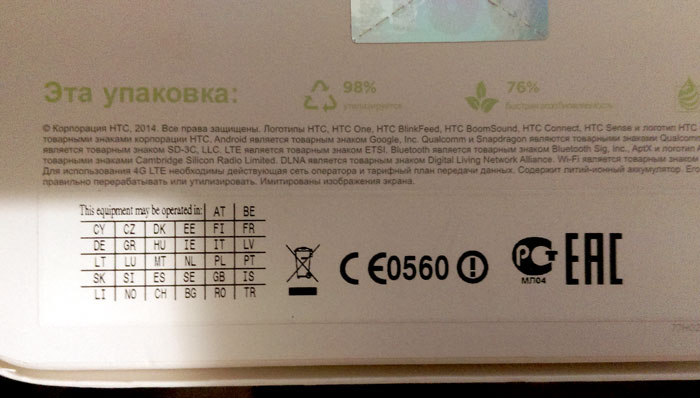 Эта упаковка:
98%
утилизируется
76%
быстрая возобновляемость
© Корпорация HTC, 2014. Все права защищены. Логотипы HTC, HTC One, HTC BlinkFeed, HTC BoomSound, HTC Connect, HTC Sense и логотип HTC
товарными знаками корпорации HTC. Android является товарным знаком Google, Inc. Qualcomm и Snapdragon являются товарными знаками Qualcomm
является товарным знаком SD-3C, LLC. LTE является товарным знаком ETSI. Bluetooth является товарным знаком Bluetooth Sig, Inc., AptX и логотип
товарными знаками Cambridge Silicon Radio Limited. DLNA является товарным знаком Digital Living Network Alliance. Wi-Fi является товарным знаком
Для использования 4G LTE необходимы действующая сеть оператора и тарифный план передачи данных. Содержит литий-ионный аккумулятор. Его
правильно перерабатывать или утилизировать. Имитированы изображения экрана.
This equipment may be operated in: AT BE
CY CZ DK EE FI FR
DE GR HU IE IT LV
LT LU MT NL PL PT
SK SI ES SE GB IS
LI NO CH BG RO TR
CE0560
РСТ
МЛ04
EAC